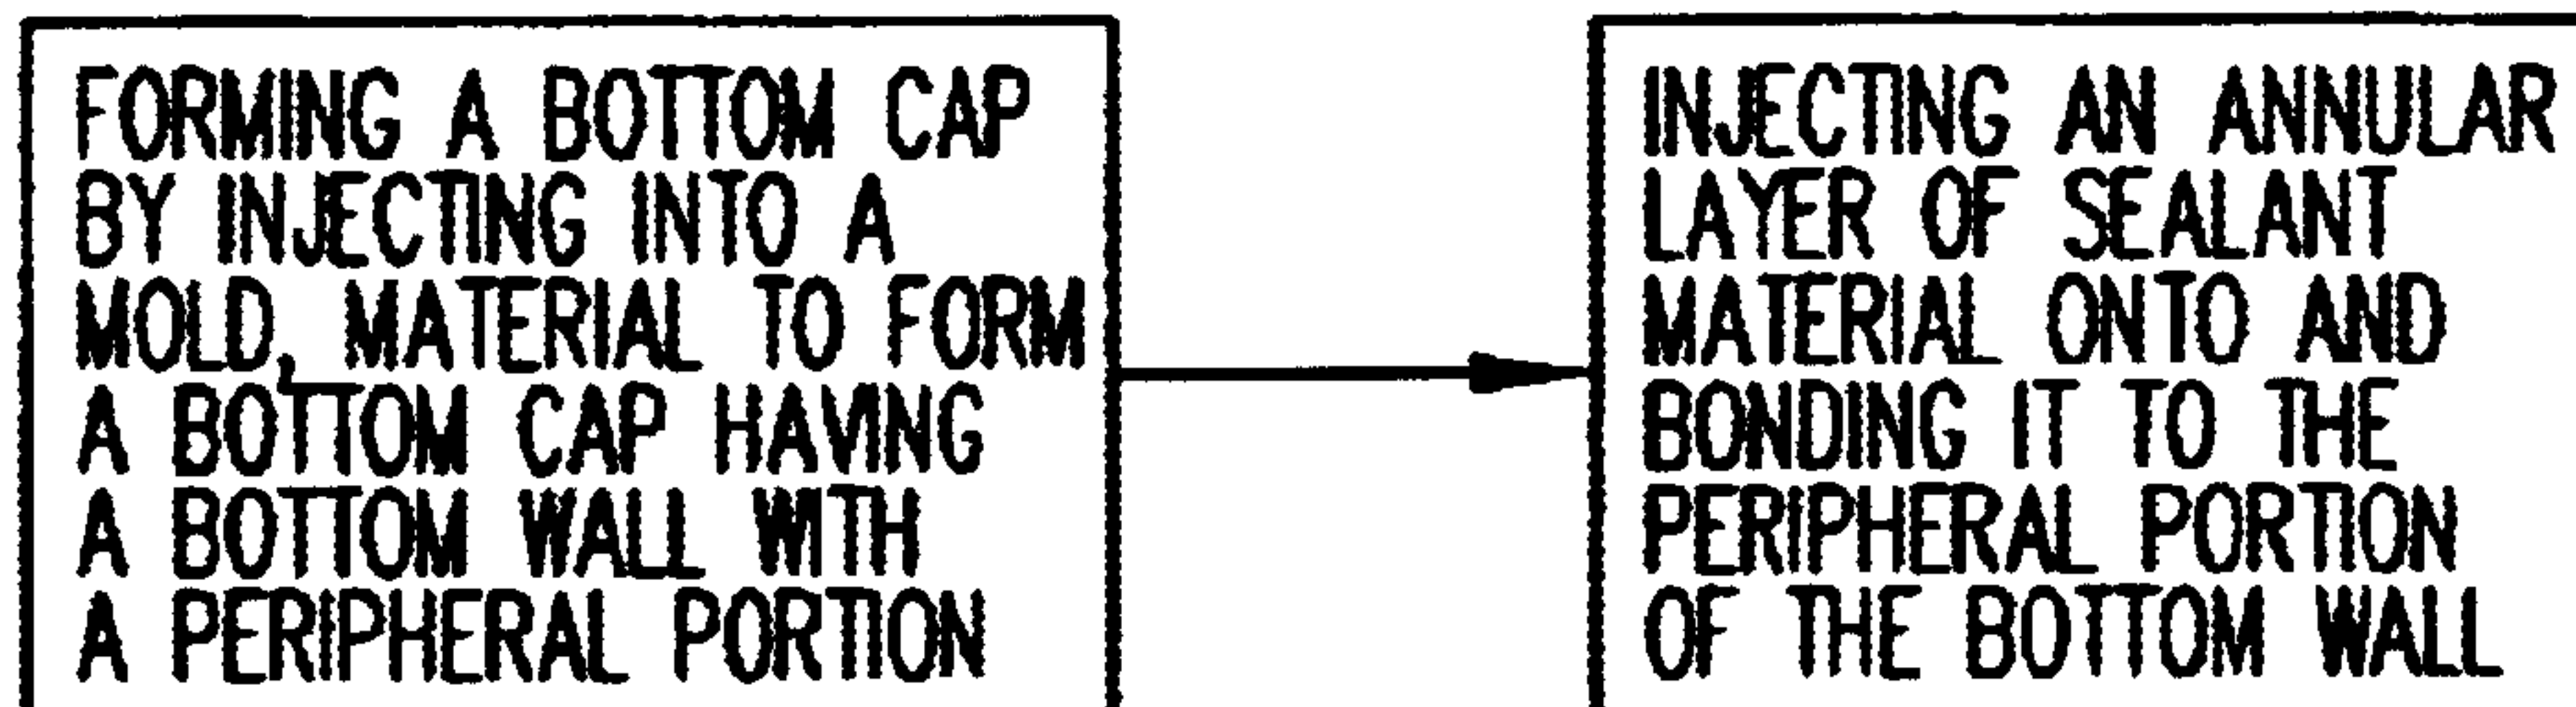 FORMING A BOTTOM CAP
BY INJECTING INTO A
MOLD, MATERIAL TO FORM
A BOTTOM CAP HAVING
A BOTTOM WALL WITH
A PERIPHERAL PORTION
INJECTING AN ANNULAR
LAYER OF SEALANT
MATERIAL ONTO AND
BONDING IT TO THE
PERIPHERAL PORTION
OF THE BOTTOM WALL